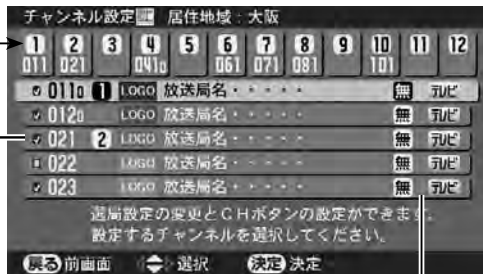 チャンネル設定 居住地域：大阪
1 2 3 4 5 6 7 8 9 10 11 12
011 021 041 061 071 081 101
011 1 LOGO 放送局名・・・・・ 無 テレビ
012 LOGO 放送局名・・・・・ 無 テレビ
021 2 LOGO 放送局名・・・・・ 無 テレビ
022 LOGO 放送局名・・・・・ 無 テレビ
023 LOGO 放送局名・・・・・ 無 テレビ
選局設定の変更とCHボタンの設定ができます。
設定するチャンネルを選択してください。
戻る 前画面 選択 決定 決定